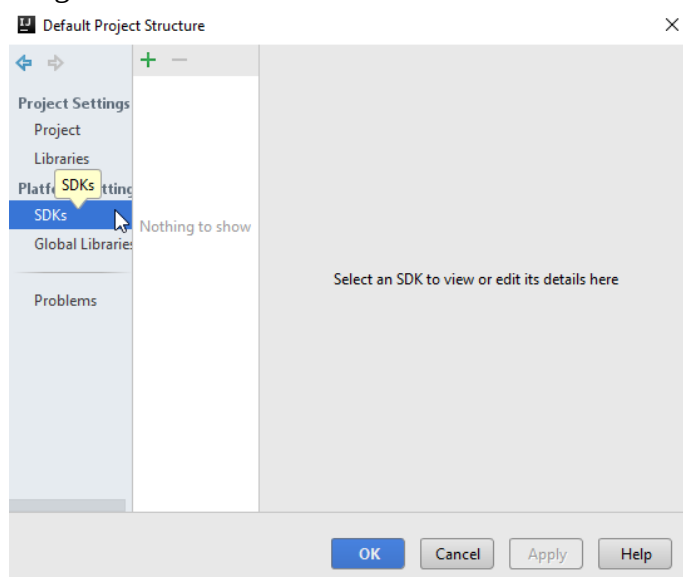 Default Project Structure
Project Settings
Project
Libraries
SDKs
SDKs
Nothing to show
Global Libraries
Select an SDK to view or edit its details here
Problems
OK Cancel Apply Help